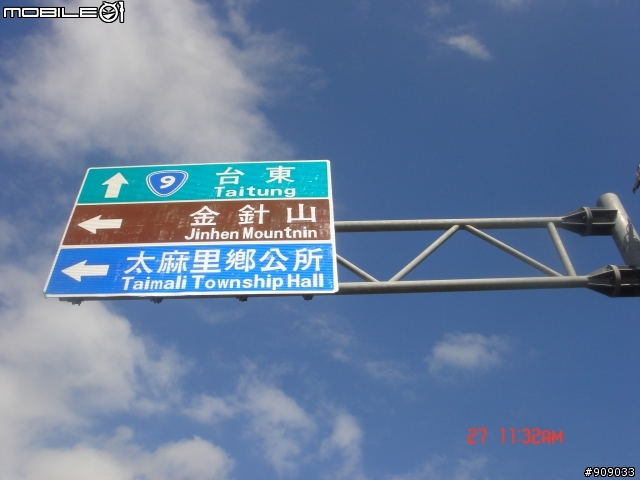 MOBILE01
9 台東
Taitung
金針山
Jinhen Mountnin
太麻里鄉公所
Taimali Township Hall
27 11:32AM
#909033